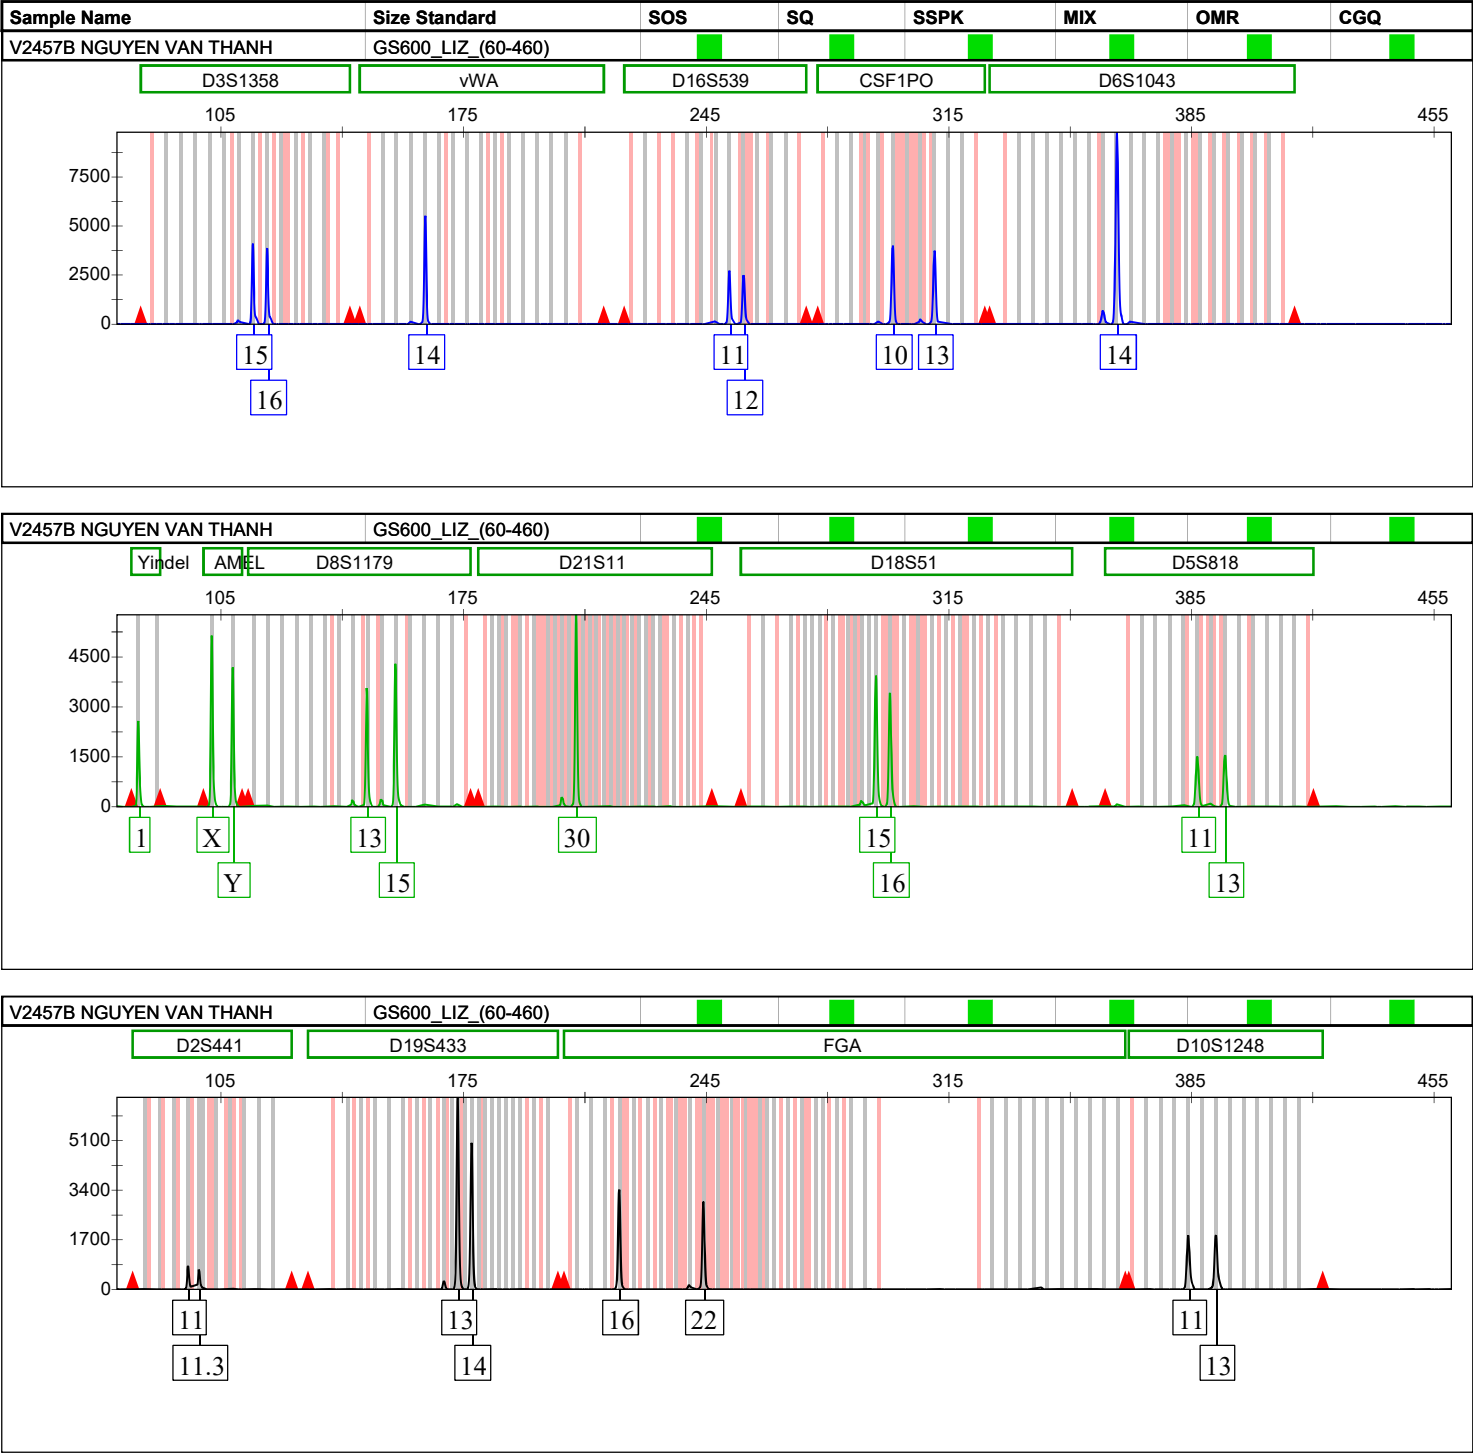 Sample Name Size Standard SOS SQ SSPK MIX OMR CGQ
V2457B NGUYEN VAN THANH GS600_LIZ_(60-460)
D3S1358 vWA D16S539 CSF1PO D6S1043
105 175 245 315 385 455
7500
5000
2500
0
15 14 11 10 13 14
16 12
V2457B NGUYEN VAN THANH GS600_LIZ_(60-460)
Yindel AMEL D8S1179 D21S11 D18S51 D5S818
105 175 245 315 385 455
4500
3000
1500
0
1 X 13 30 15 11
Y 15 16 13
V2457B NGUYEN VAN THANH GS600_LIZ_(60-460)
D2S441 D19S433 FGA D10S1248
105 175 245 315 385 455
5100
3400
1700
0
11 13 16 22 11
11.3 14 13